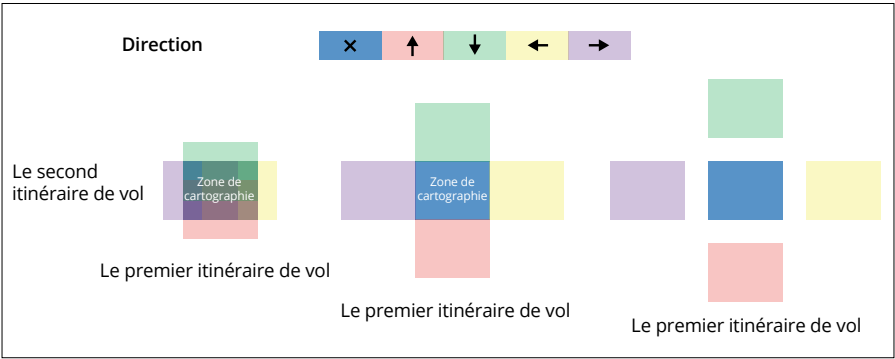 Direction
Le second
itinéraire de vol
Zone de
cartographie
Zone de
cartographie
Le premier itinéraire de vol
Le premier itinéraire de vol
Le premier itinéraire de vol